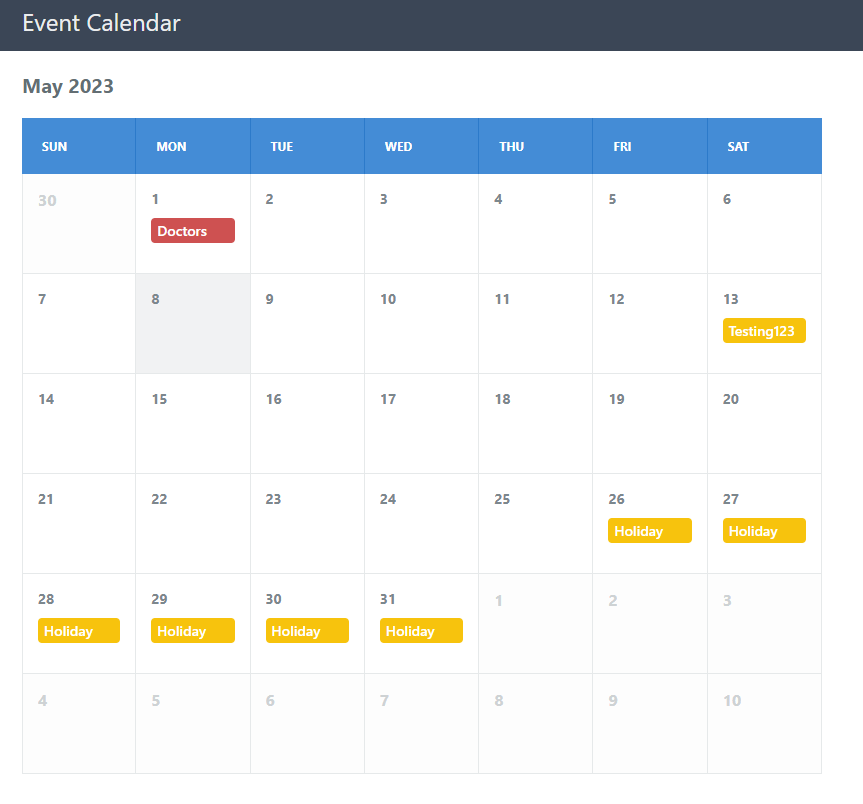 Event Calendar
May 2023
SUN MON TUE WED THU FRI SAT
30 1 2 3 4 5 6
Doctors
7 8 9 10 11 12 13
Testing123
14 15 16 17 18 19 20
21 22 23 24 25 26 27
Holiday Holiday
28 29 30 31 1 2 3
Holiday Holiday Holiday Holiday
4 5 6 7 8 9 10